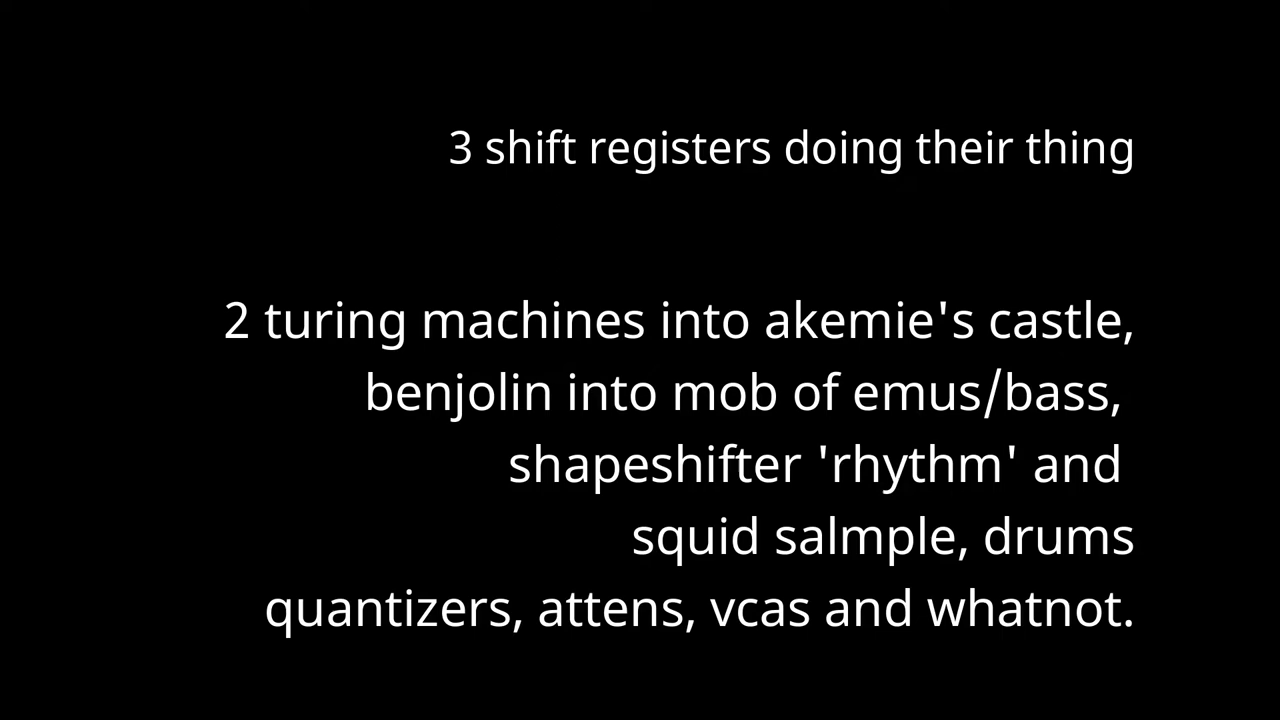 3 shift registers doing their thing
2 turing machines into akemie's castle,
benjolin into mob of emus/bass,
shapeshifter 'rhythm' and
squid salmple, drums
quantizers, attens, vcas and whatnot.